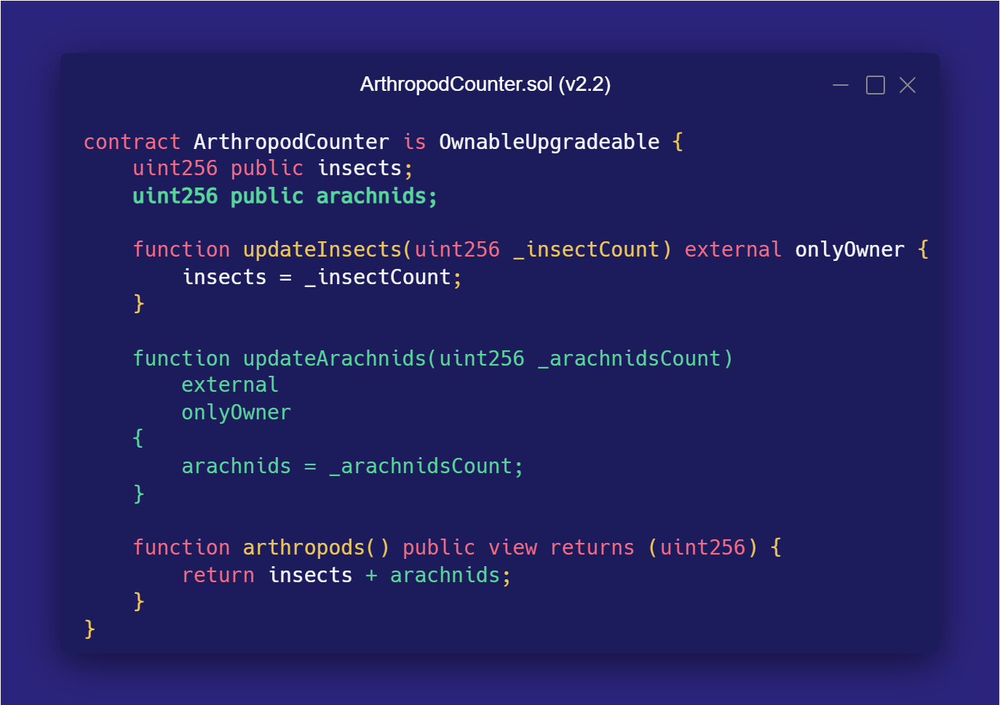 ArthropodCounter.sol (v2.2)
contract ArthropodCounter is OwnableUpgradeable {
    uint256 public insects;
    uint256 public arachnids;

    function updateInsects(uint256 _insectCount) external onlyOwner {
        insects = _insectCount;
    }

    function updateArachnids(uint256 _arachnidsCount)
        external
        onlyOwner
    {
        arachnids = _arachnidsCount;
    }

    function arthropods() public view returns (uint256) {
        return insects + arachnids;
    }
}